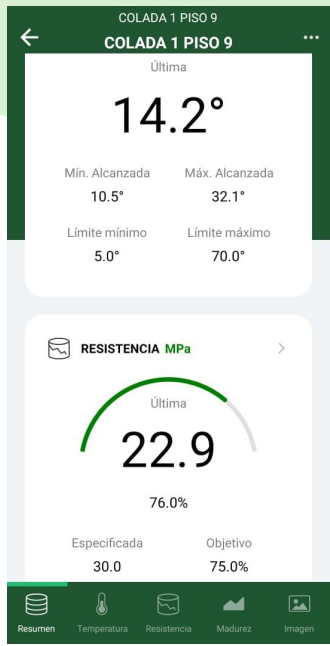 COLADA 1 PISO 9
COLADA 1 PISO 9
Última
14.2°
Mín. Alcanzada Máx. Alcanzada
10.5° 32.1°
Límite mínimo Límite máximo
5.0° 70.0°
RESISTENCIA MPa
Última
22.9
76.0%
Especificada Objetivo
30.0 75.0%
Resumen Temperatura Resistencia Madurez Imagen